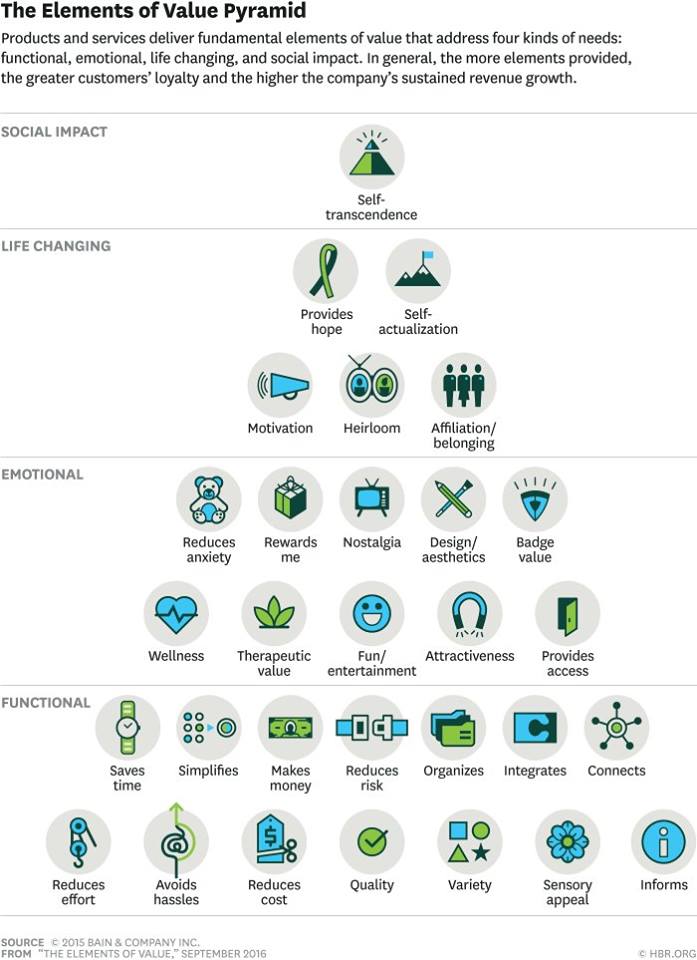 The Elements of Value Pyramid
Products and services deliver fundamental elements of value that address four kinds of needs:
functional, emotional, life changing, and social impact. In general, the more elements provided,
the greater customers’ loyalty and the higher the company’s sustained revenue growth.
SOCIAL IMPACT
Self-
transcendence
LIFE CHANGING
Provides
hope
Self-
actualization
Motivation
Heirloom
Affiliation/
belonging
EMOTIONAL
Reduces
anxiety
Rewards
me
Nostalgia
Design/
aesthetics
Badge
value
Wellness
Therapeutic
value
Fun/
entertainment
Attractiveness
Provides
access
FUNCTIONAL
Saves
time
Simplifies
Makes
money
Reduces
risk
Organizes
Integrates
Connects
Reduces
effort
Avoids
hassles
$
Reduces
cost
Quality
Variety
Sensory
appeal
i
Informs
SOURCE © 2015 BAIN & COMPANY INC.
FROM “THE ELEMENTS OF VALUE,” SEPTEMBER 2016
© HBR.ORG